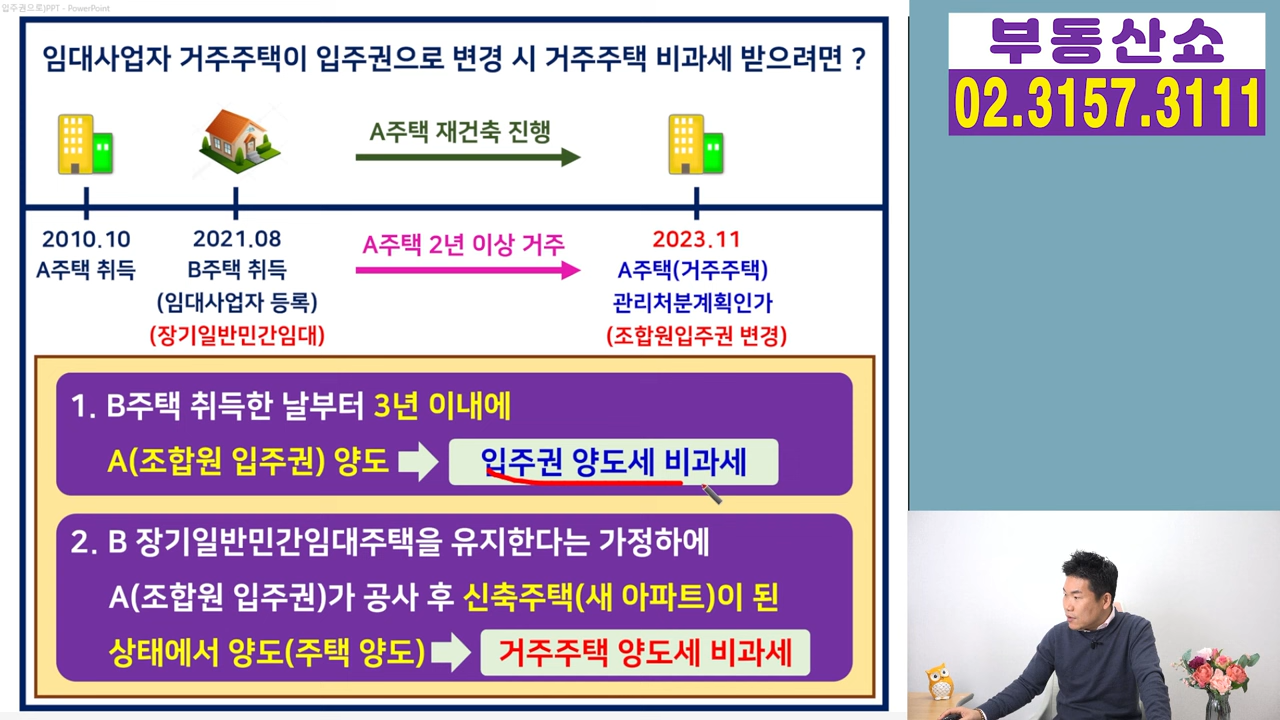 입주권으로)PPT - PowerPoint
임대사업자 거주주택이 입주권으로 변경 시 거주주택 비과세 받으려면 ?
A주택 재건축 진행
2010.10
A주택 취득
2021.08
B주택 취득
(임대사업자 등록)
(장기일반민간임대)
A주택 2년 이상 거주
2023.11
A주택(거주주택)
관리처분계획인가
(조합원입주권 변경)
1. B주택 취득한 날부터 3년 이내에
A(조합원 입주권) 양도 입주권 양도세 비과세
2. B 장기일반민간임대주택을 유지한다는 가정하에
A(조합원 입주권)가 공사 후 신축주택(새 아파트)이 된
상태에서 양도(주택 양도) 거주주택 양도세 비과세
부동산쇼
02.3157.3111